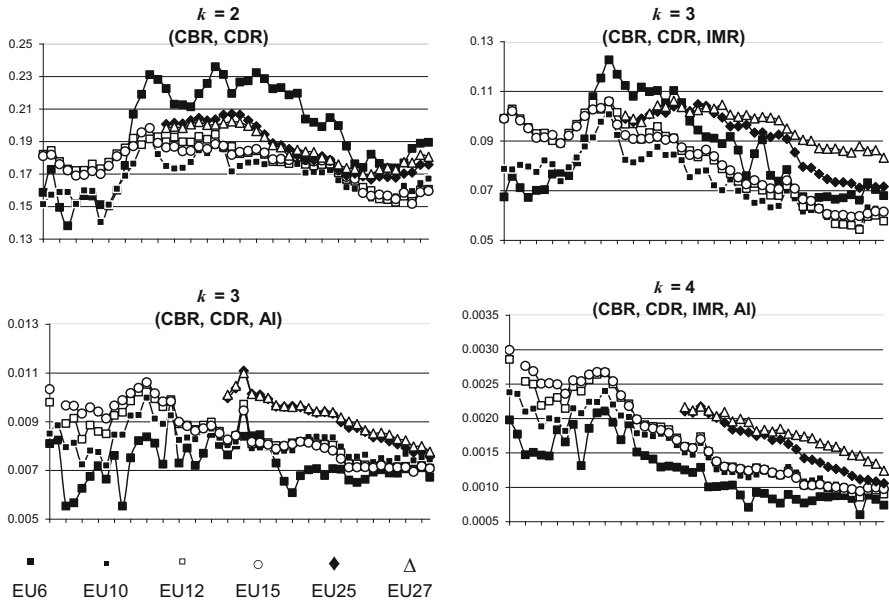 k = 2
(CBR, CDR)
0.25
0.23
0.21
0.19
0.17
0.15
0.13
k = 3
(CBR, CDR, IMR)
0.13
0.11
0.09
0.07
0.05
k = 3
(CBR, CDR, AI)
0.013
0.011
0.009
0.007
0.005
k = 4
(CBR, CDR, IMR, AI)
0.0035
0.0030
0.0025
0.0020
0.0015
0.0010
0.0005
EU6 EU10 EU12 EU15 EU25 EU27